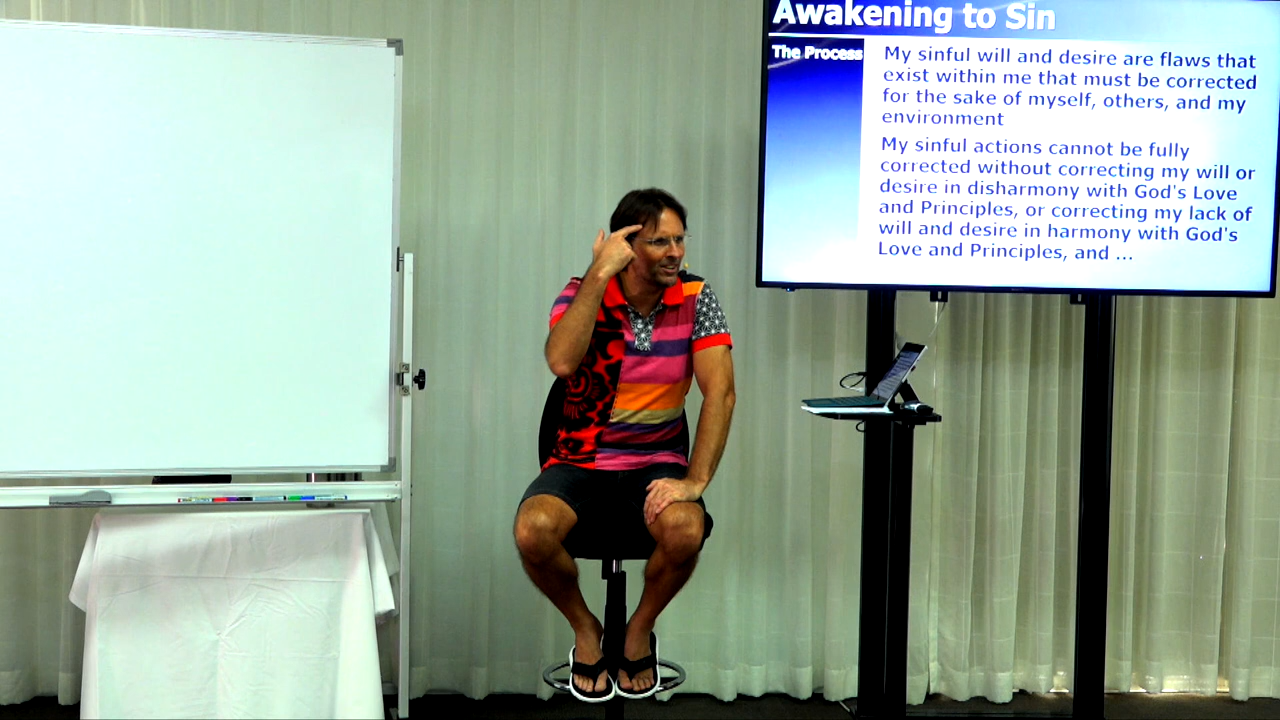 Awakening to Sin
The Process
My sinful will and desire are flaws that
exist within me that must be corrected
for the sake of myself, others, and my
environment
My sinful actions cannot be fully
corrected without correcting my will or
desire in disharmony with God's Love
and Principles, or correcting my lack of
will and desire in harmony with God's
Love and Principles, and ...